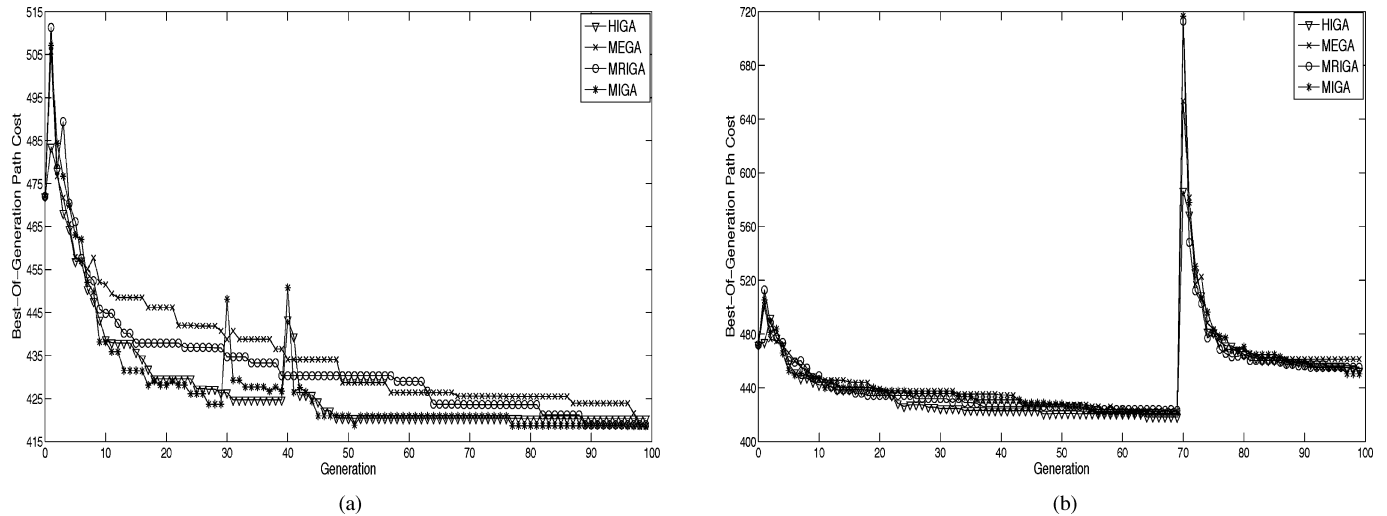 515
505
495
485
475
465
455
445
435
425
415
Best-Of-Generation Path Cost
0 10 20 30 40 50 60 70 80 90 100
Generation
HIGA
MEGA
MRIGA
MIGA
(a)
720
680
640
600
560
520
480
440
400
Best-Of-Generation Path Cost
0 10 20 30 40 50 60 70 80 90 100
Generation
HIGA
MEGA
MRIGA
MIGA
(b)